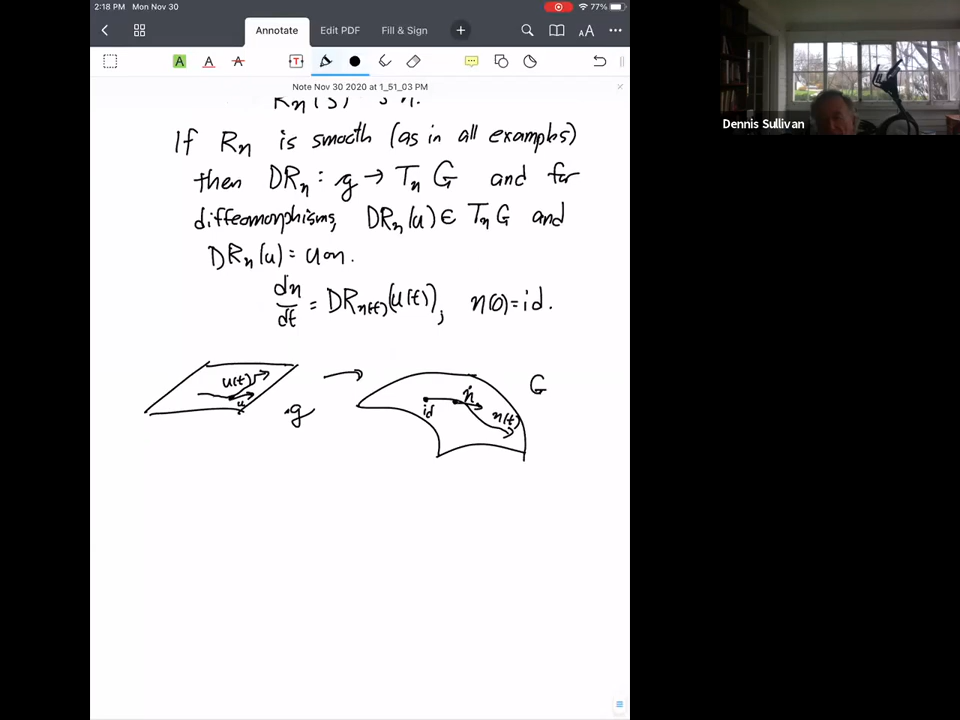 2:18 PM Mon Nov 30
77%
Annotate
Edit PDF
Fill & Sign
Note Nov 30 2020 at 1_51_03 PM
If Rη is smooth (as in all examples)
then DRη : g → TηG and for
diffeomorphisms, DRη(u) ∈ TηG and
DRη(u) = u∘η.
dη/dt = DRη(t)(u(t)), η(0)=id.
u(t)
u̇
g
id
η̇
η(t)
G
Dennis Sullivan